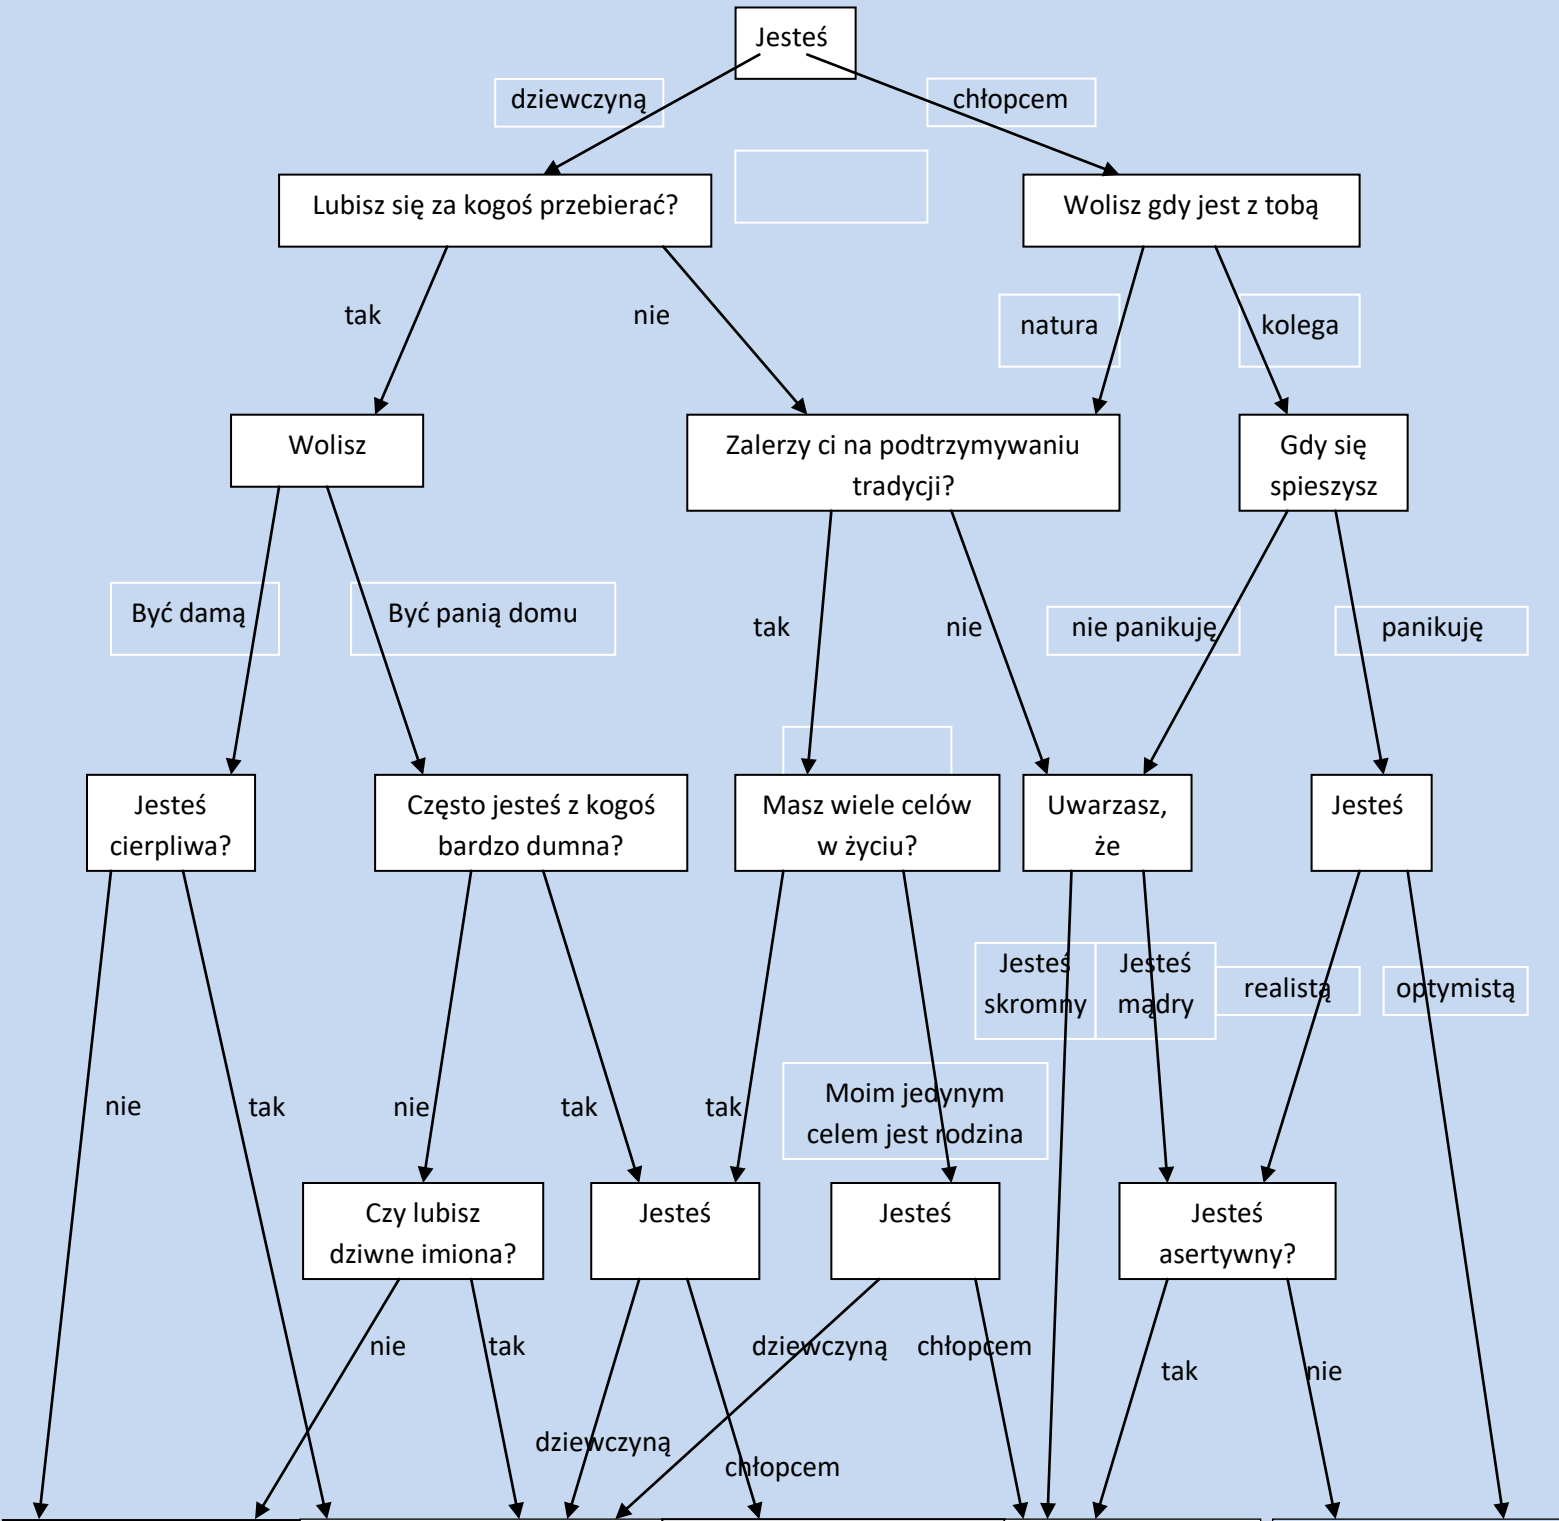 Jesteś
dziewczyną
chłopcem
Lubisz się za kogoś przebierać?
Wolisz gdy jest z tobą
tak
nie
natura
kolega
Wolisz
Zalerzy ci na podtrzymywaniu
tradycji?
Gdy się
spieszysz
Być damą
Być panią domu
tak
nie
nie panikuję
panikuję
Jesteś
cierpliwa?
Często jesteś z kogoś
bardzo dumna?
Masz wiele celów
w życiu?
Uwarzasz,
że
Jesteś
Jesteś
skromny
Jesteś
mądry
realistą
optymistą
nie
tak
nie
tak
tak
Moim jedynym
celem jest rodzina
Czy lubisz
dziwne imiona?
Jesteś
Jesteś
Jesteś
asertywny?
nie
tak
dziewczyną
chłopcem
tak
nie
dziewczyną
chłopcem